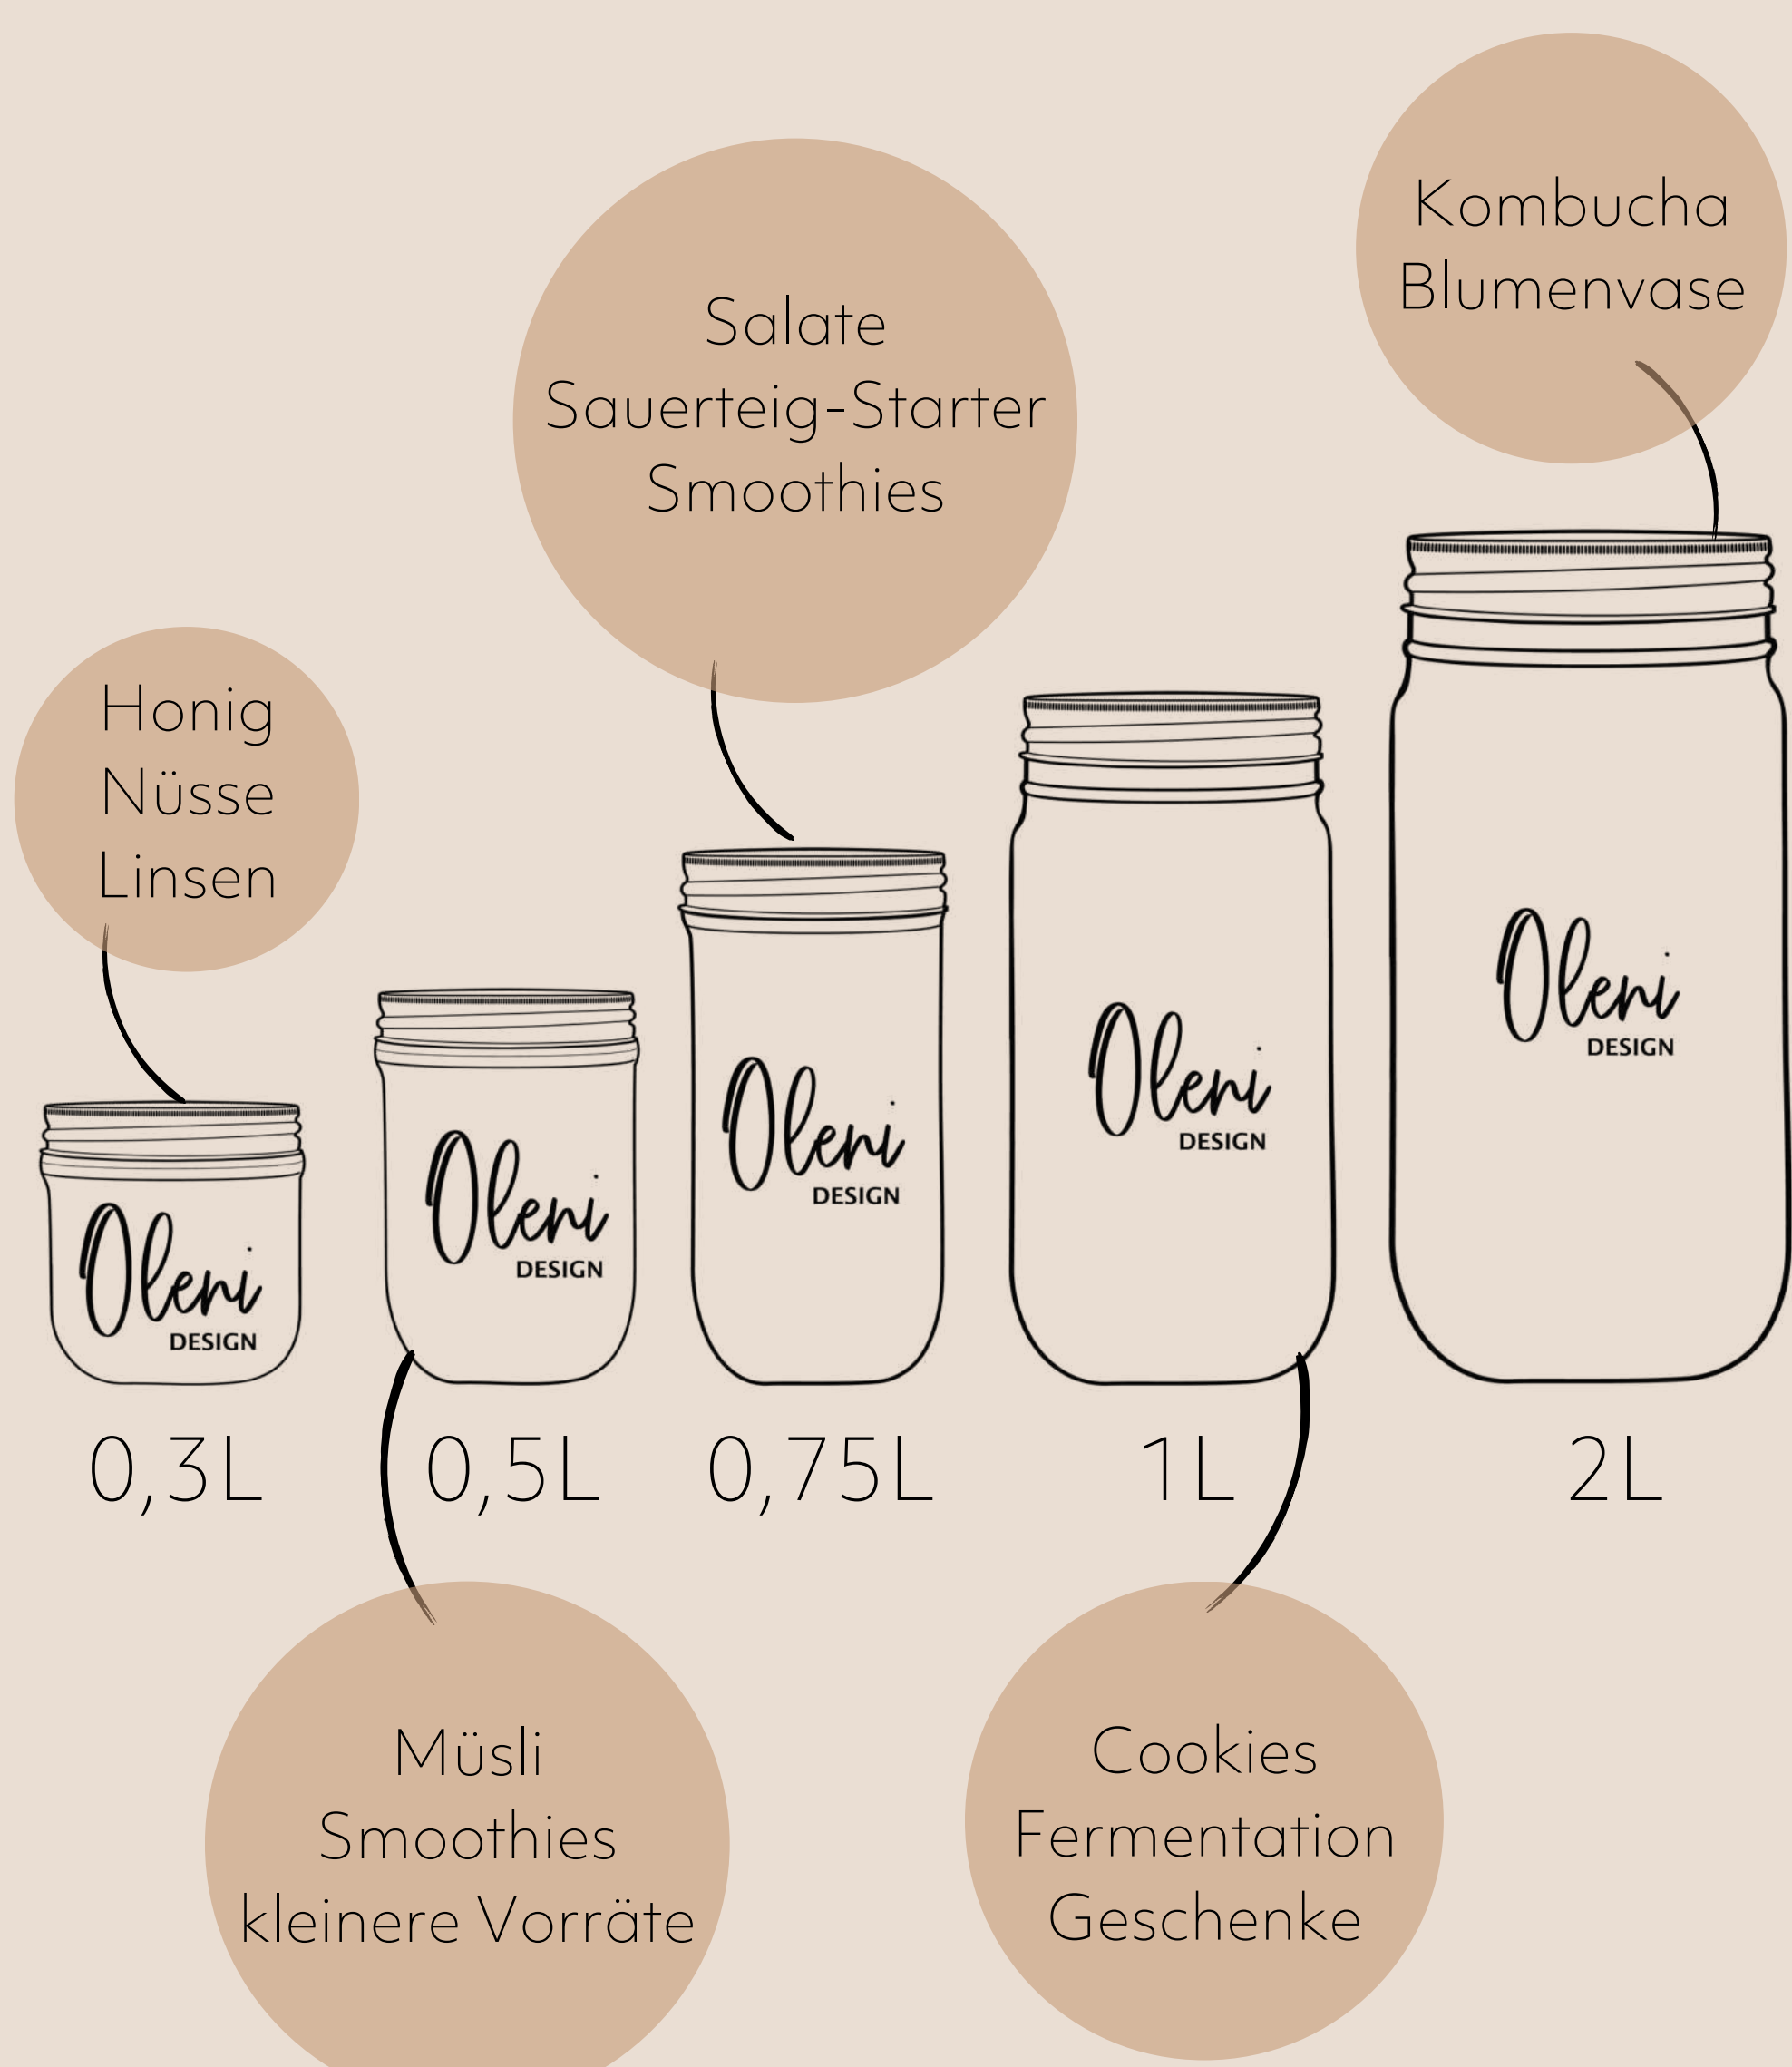 Kombucha
Blumenvase
Salate
Sauerteig-Starter
Smoothies
Honig
Nüsse
Linsen
Oleni
DESIGN
Oleni
DESIGN
Oleni
DESIGN
Oleni
DESIGN
Oleni
DESIGN
0,3L
0,5L
0,75L
1L
2L
Müsli
Smoothies
kleinere Vorräte
Cookies
Fermentation
Geschenke